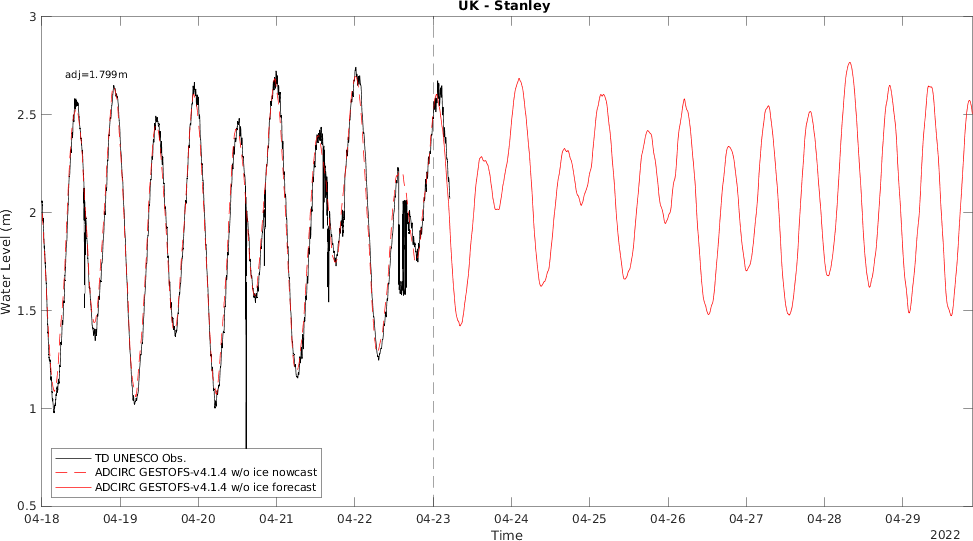 UK - Stanley
adj=1.799m
Water Level (m)
3
2.5
2
1.5
1
0.5
TD UNESCO Obs.
ADCIRC GESTOFS-v4.1.4 w/o ice nowcast
ADCIRC GESTOFS-v4.1.4 w/o ice forecast
04-18 04-19 04-20 04-21 04-22 04-23 04-24 04-25 04-26 04-27 04-28 04-29
Time
2022